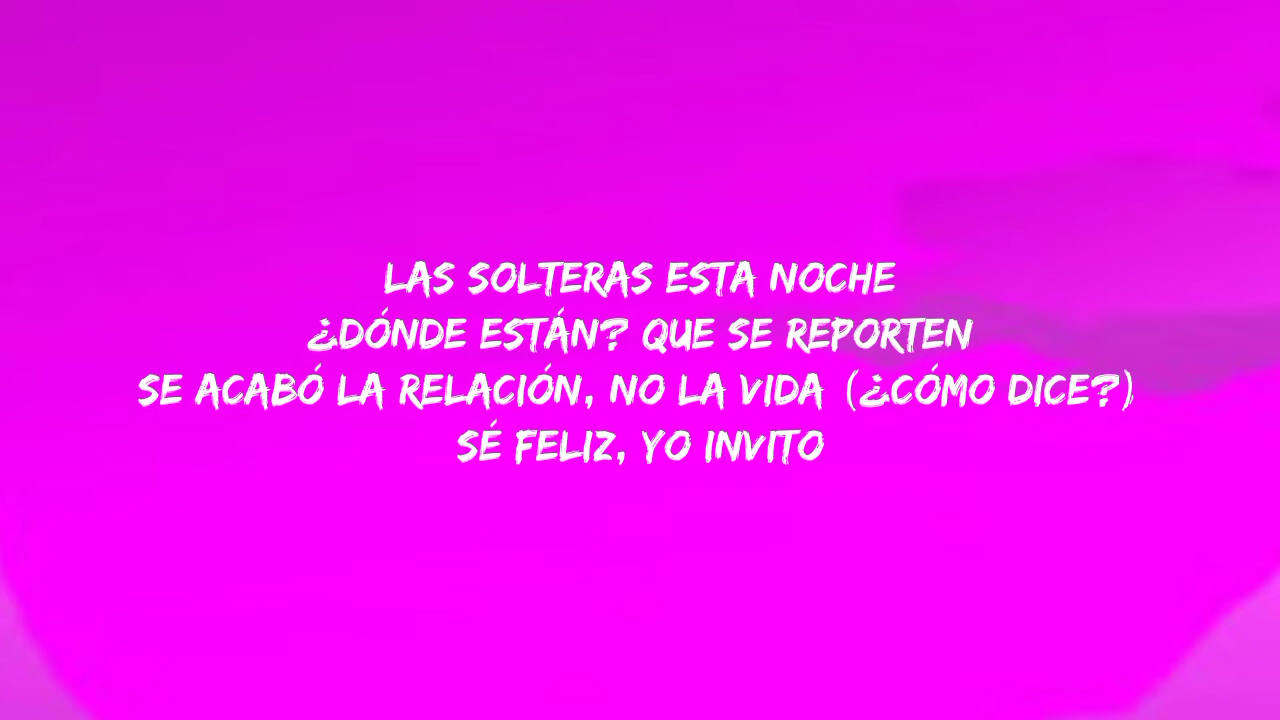 LAS SOLTERAS ESTA NOCHE
¿DÓNDE ESTÁN? QUE SE REPORTEN
SE ACABÓ LA RELACIÓN, NO LA VIDA (¿CÓMO DICE?)
SÉ FELIZ, YO INVITO